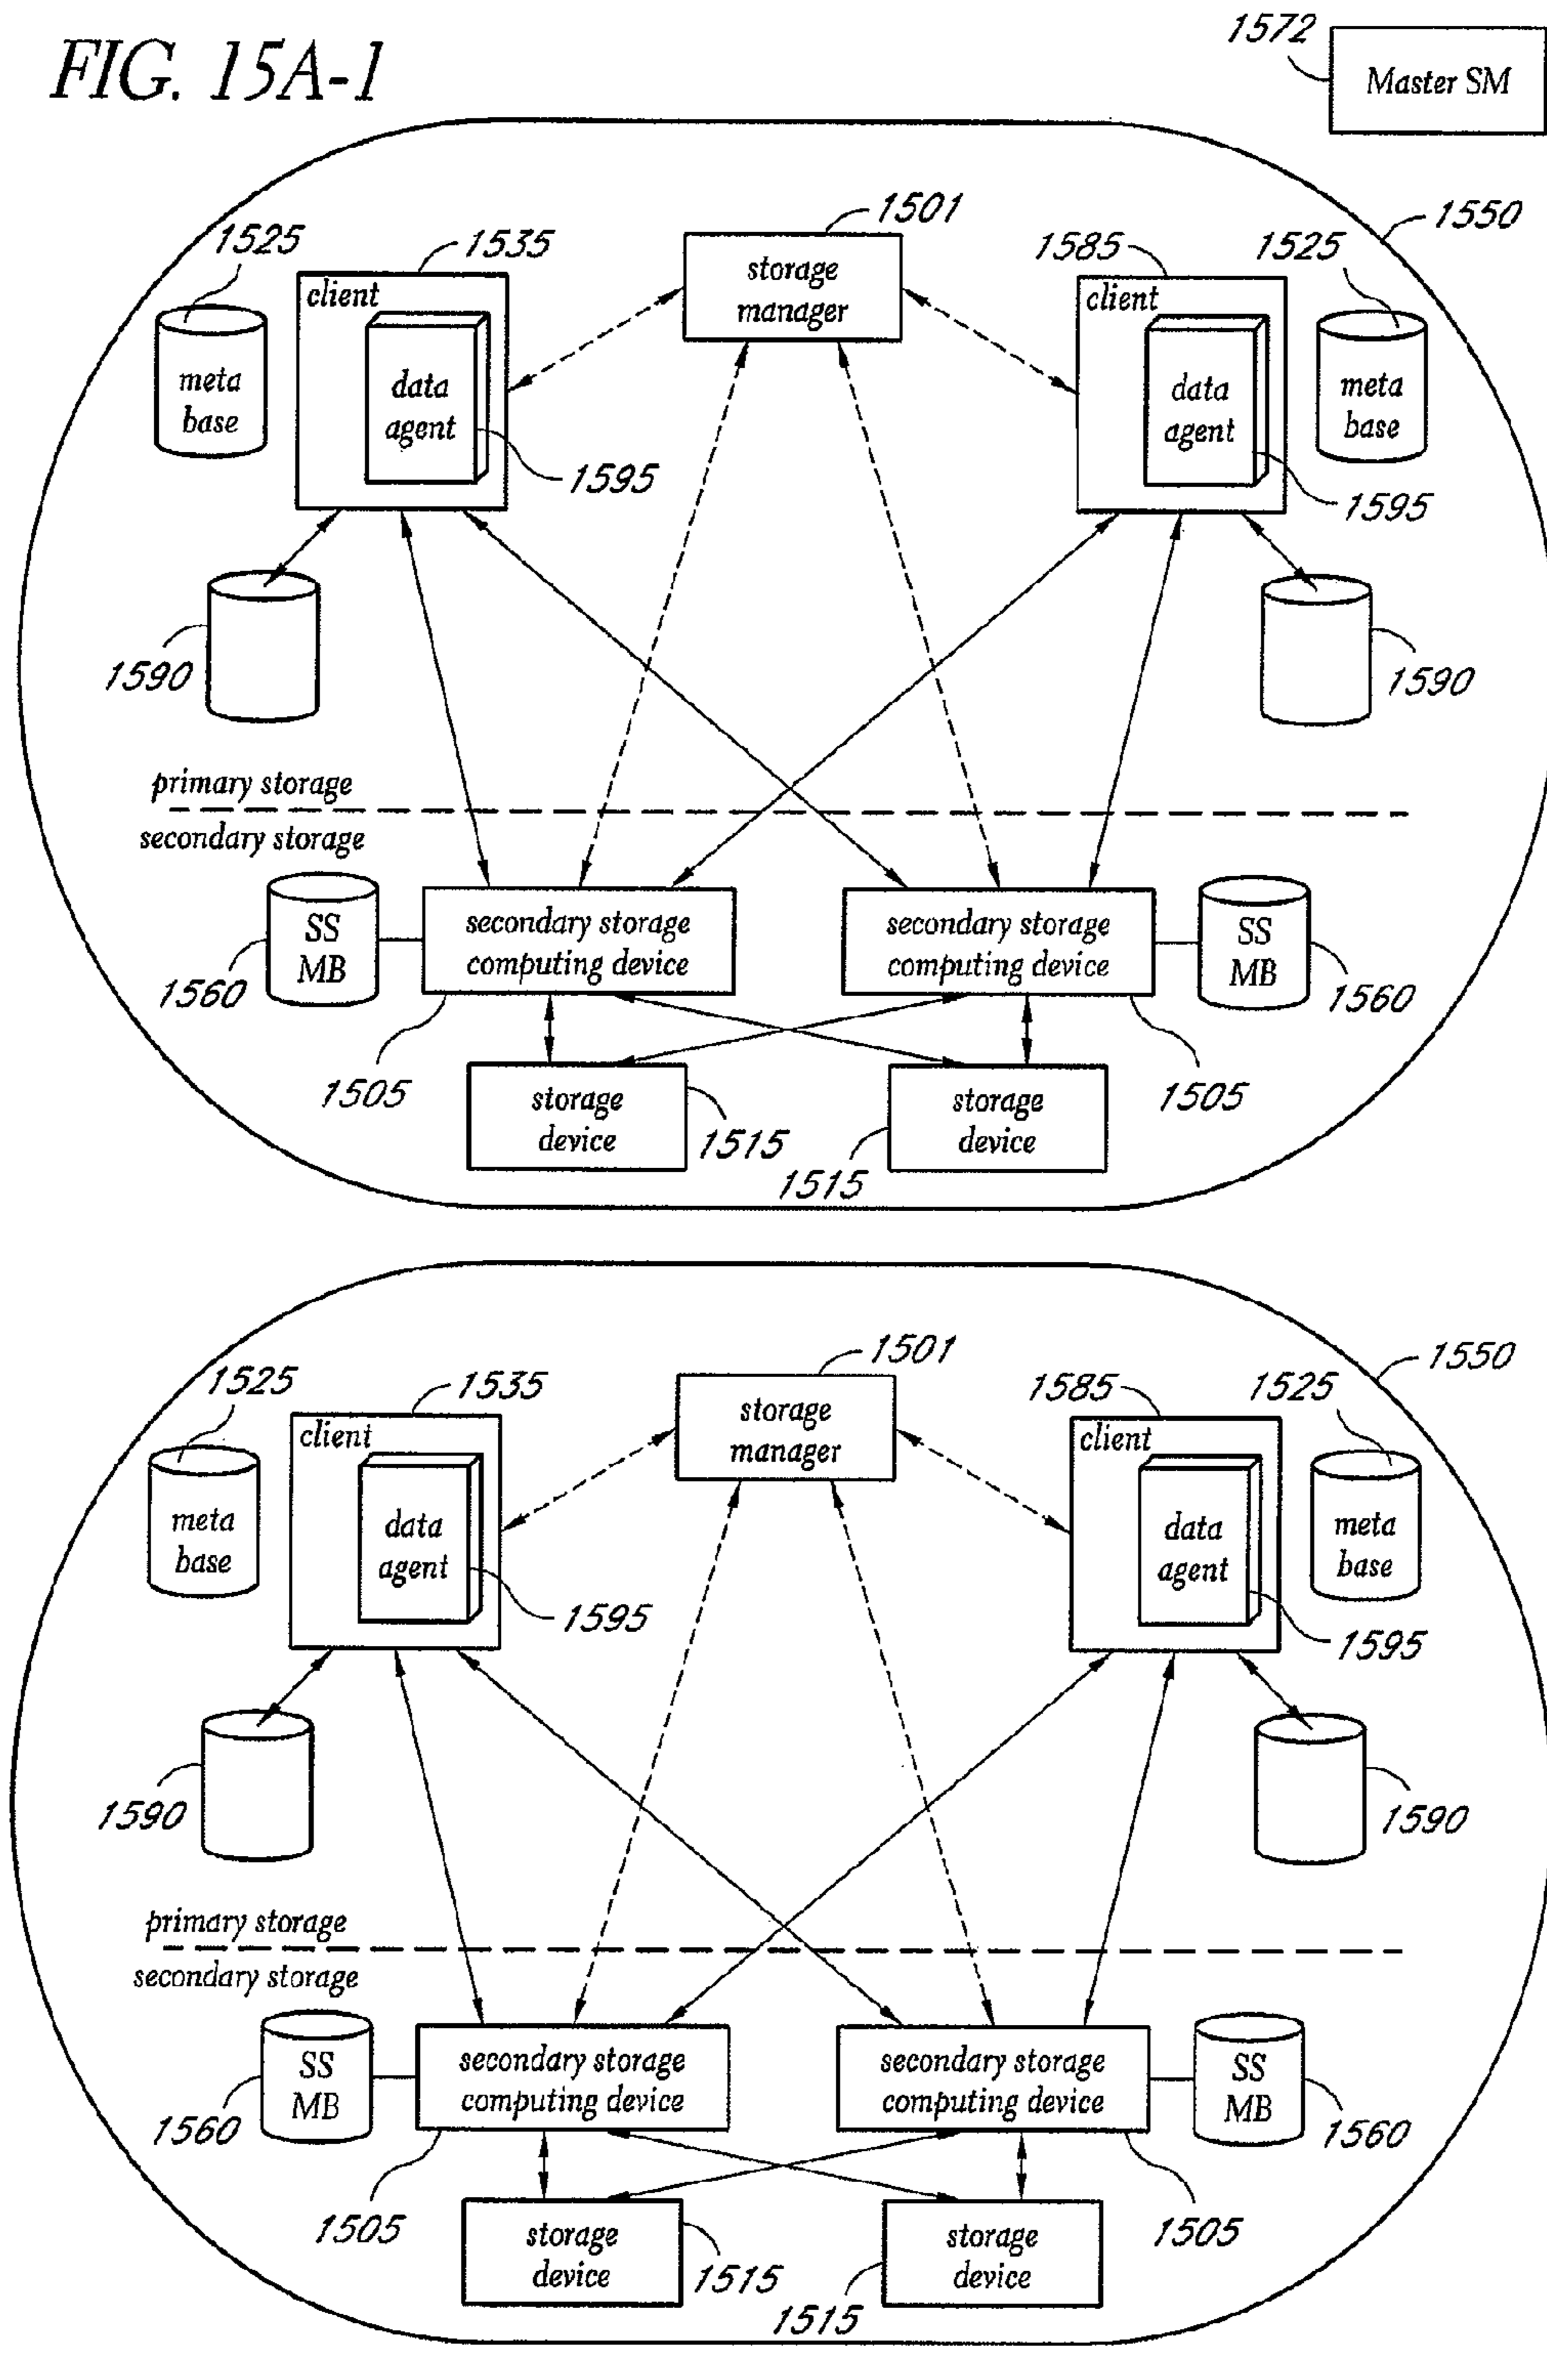 FIG. 15A-1
1572
Master SM
1501
1550
1525
1535
1585
1525
storage
manager
client
client
meta
base
data
agent
data
agent
meta
base
1595
1595
1590
1590
primary storage
secondary storage
SS
MB
secondary storage
computing device
secondary storage
computing device
SS
MB
1560
1560
1505
storage
device
1515
storage
device
1505
1515
1501
1550
1525
1535
1585
1525
storage
manager
client
client
meta
base
data
agent
data
agent
meta
base
1595
1595
1590
1590
primary storage
secondary storage
SS
MB
secondary storage
computing device
secondary storage
computing device
SS
MB
1560
1560
1505
storage
device
1515
storage
device
1505
1515